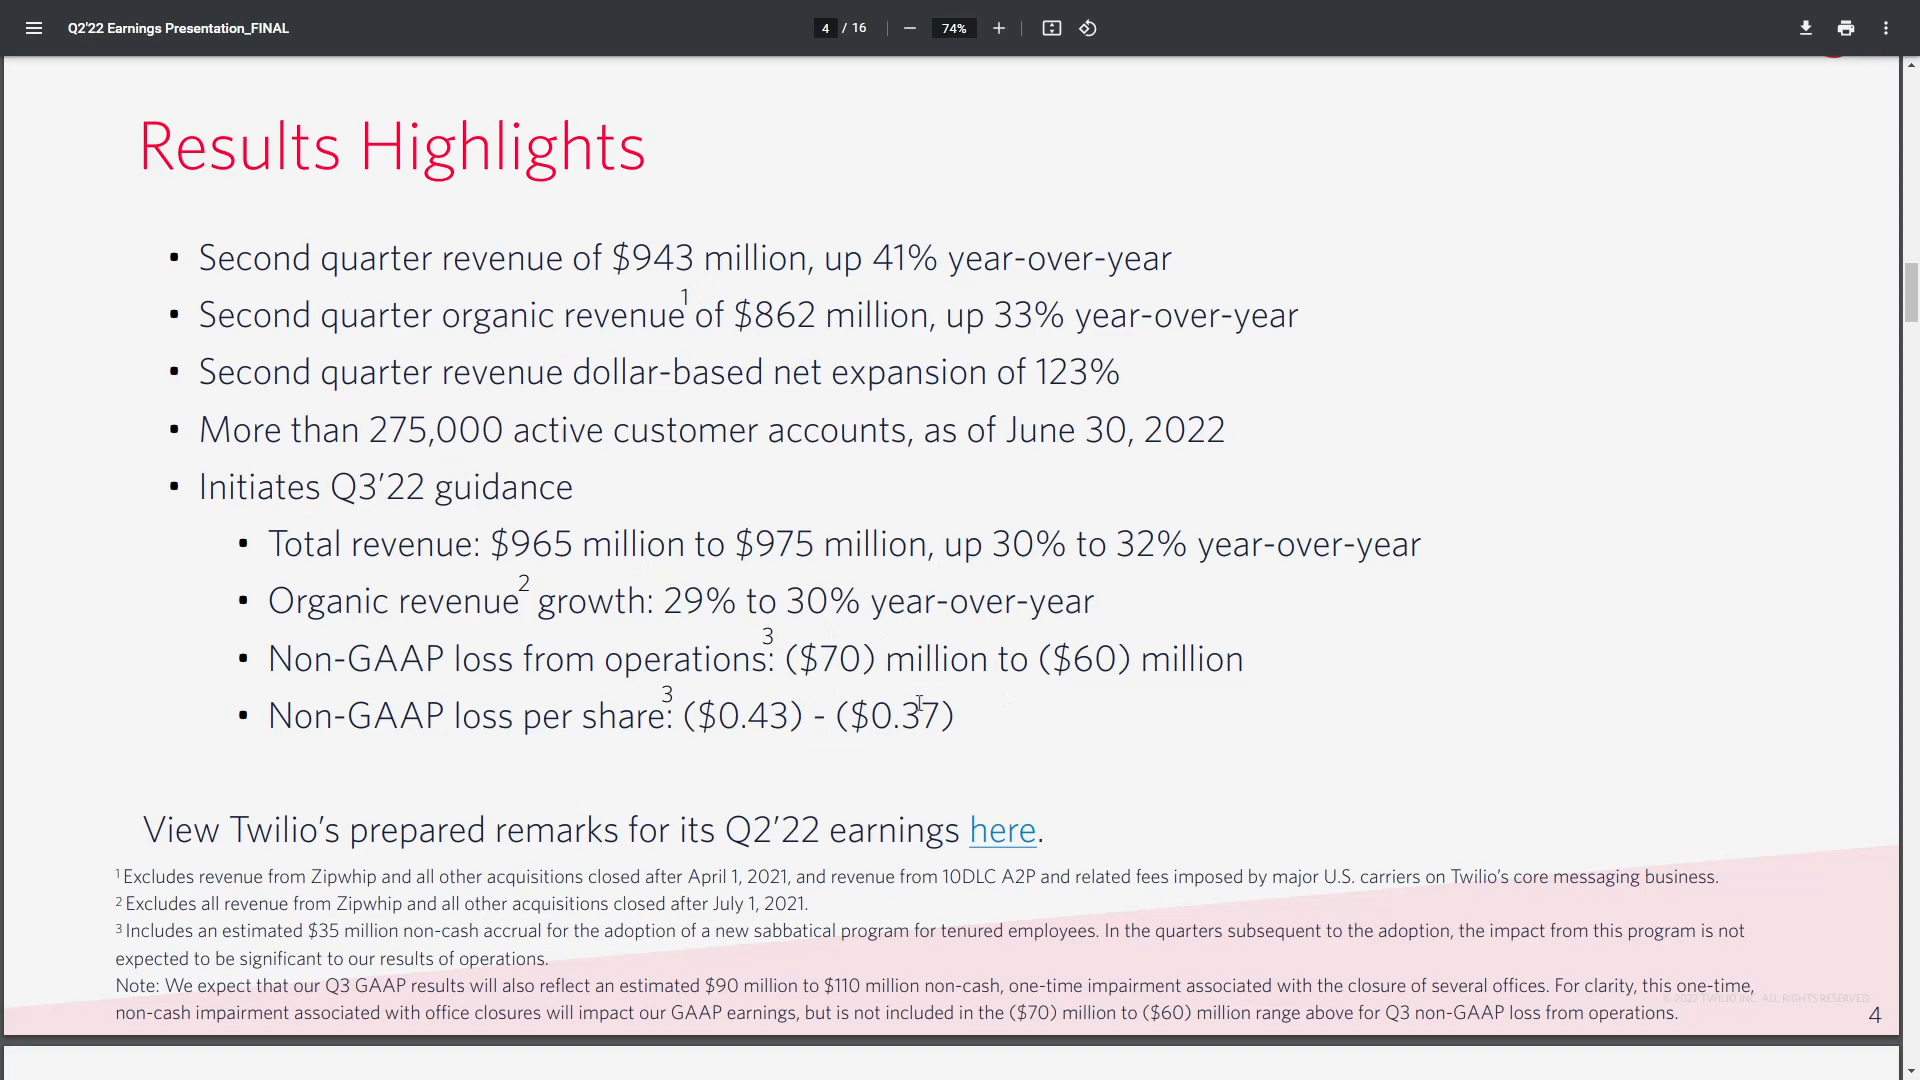 Q2'22 Earnings Presentation_FINAL
4 / 16
74%
Results Highlights
• Second quarter revenue of $943 million, up 41% year-over-year
• Second quarter organic revenue¹ of $862 million, up 33% year-over-year
• Second quarter revenue dollar-based net expansion of 123%
• More than 275,000 active customer accounts, as of June 30, 2022
• Initiates Q3'22 guidance
• Total revenue: $965 million to $975 million, up 30% to 32% year-over-year
• Organic revenue² growth: 29% to 30% year-over-year
• Non-GAAP loss from operations³: ($70) million to ($60) million
• Non-GAAP loss per share³: ($0.43) - ($0.37)
View Twilio's prepared remarks for its Q2'22 earnings here.
¹ Excludes revenue from Zipwhip and all other acquisitions closed after April 1, 2021, and revenue from 10DLC A2P and related fees imposed by major U.S. carriers on Twilio's core messaging business.
² Excludes all revenue from Zipwhip and all other acquisitions closed after July 1, 2021.
³ Includes an estimated $35 million non-cash accrual for the adoption of a new sabbatical program for tenured employees. In the quarters subsequent to the adoption, the impact from this program is not
expected to be significant to our results of operations.
Note: We expect that our Q3 GAAP results will also reflect an estimated $90 million to $110 million non-cash, one-time impairment associated with the closure of several offices. For clarity, this one-time,
non-cash impairment associated with office closures will impact our GAAP earnings, but is not included in the ($70) million to ($60) million range above for Q3 non-GAAP loss from operations.
© 2022 TWILIO INC. ALL RIGHTS RESERVED
4